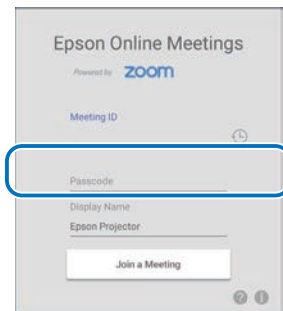 Epson Online Meetings
Powered by zoom
Meeting ID
Passcode
Display Name
Epson Projector
Join a Meeting